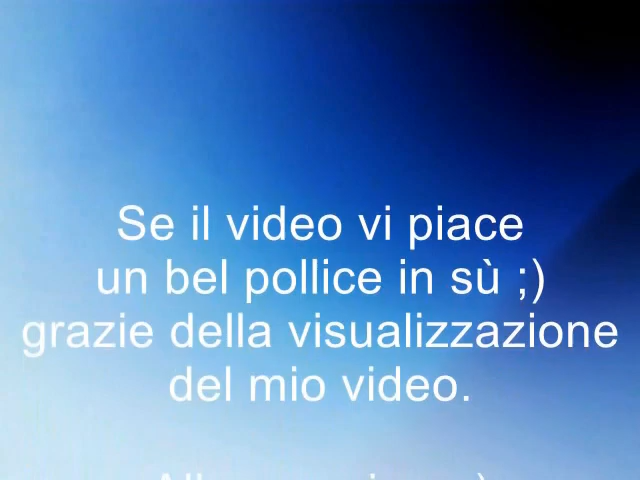 Se il video vi piace
un bel pollice in sù ;)
grazie della visualizzazione
del mio video.